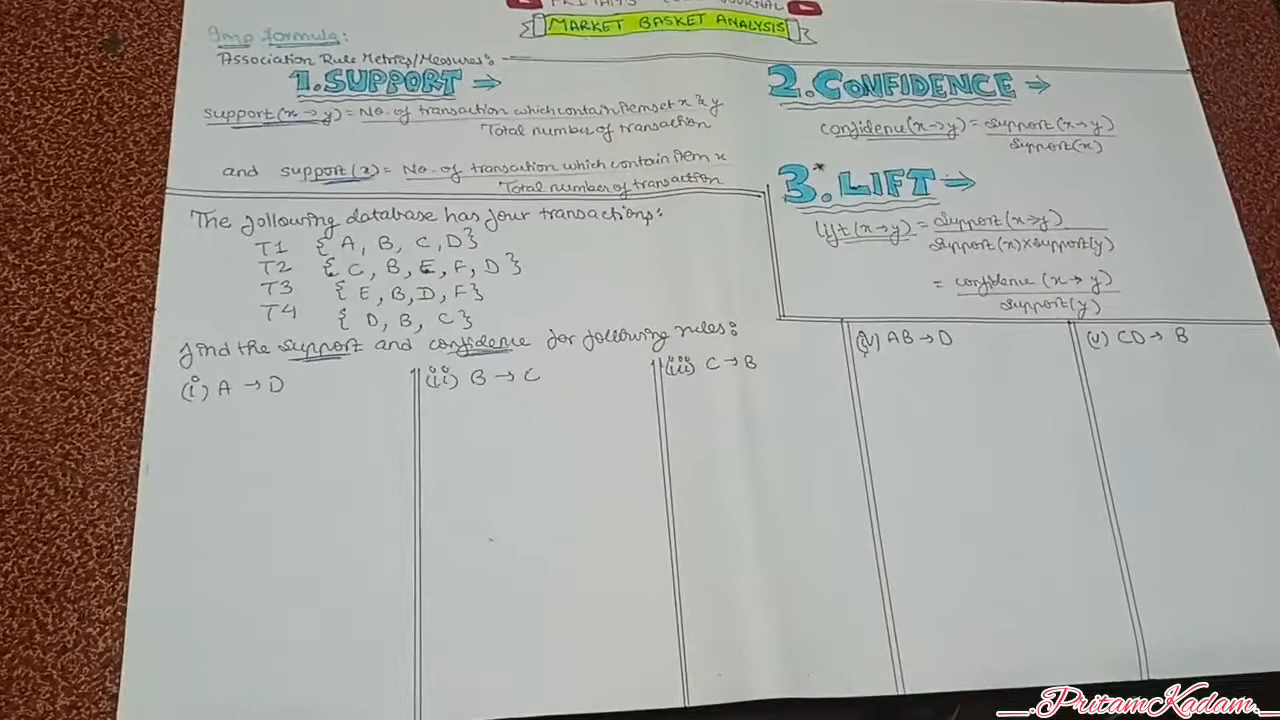 JOURNAL
MARKET BASKET ANALYSIS
Imp formula:
Association Rule Metrics/Measures:
1. SUPPORT →
support(x → y) = No. of transaction which contain itemset x & y
Total number of transaction
and support(x) = No. of transaction which contain item x
Total number of transaction
2. CONFIDENCE →
confidence(x→y) = support(x→y)
support(x)
3.* LIFT →
lift(x→y) = support(x→y)
support(x) × support(y)
= confidence (x→y)
support(y)
The following database has four transactions:
T1 { A, B, C, D}
T2 { C, B, E, F, D }
T3 { E, B, D, F}
T4 { D, B, C}
find the support and confidence for following rules:
(i) A → D
(ii) B → C
(iii) C → B
(iv) AB → D
(v) CD → B
__.PritamKadam.__